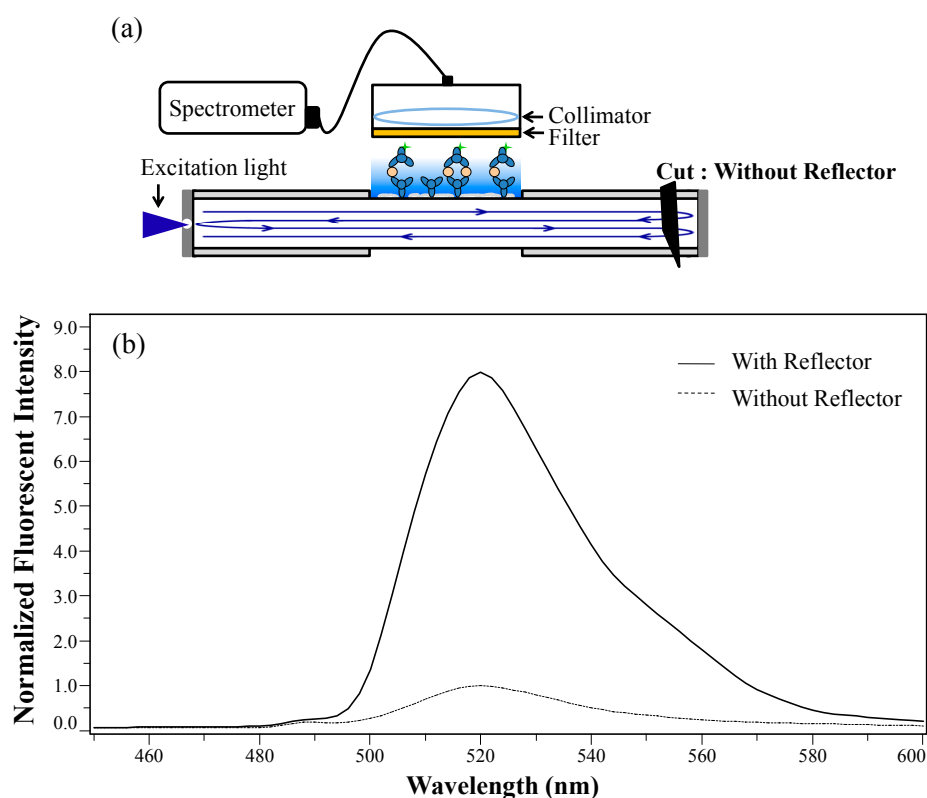 (a)
Spectrometer
Collimator
Filter
Excitation light
Cut : Without Reflector
(b)
Normalized Fluorescent Intensity
9.0
8.0
7.0
6.0
5.0
4.0
3.0
2.0
1.0
0.0
With Reflector
Without Reflector
460 480 500 520 540 560 580 600
Wavelength (nm)